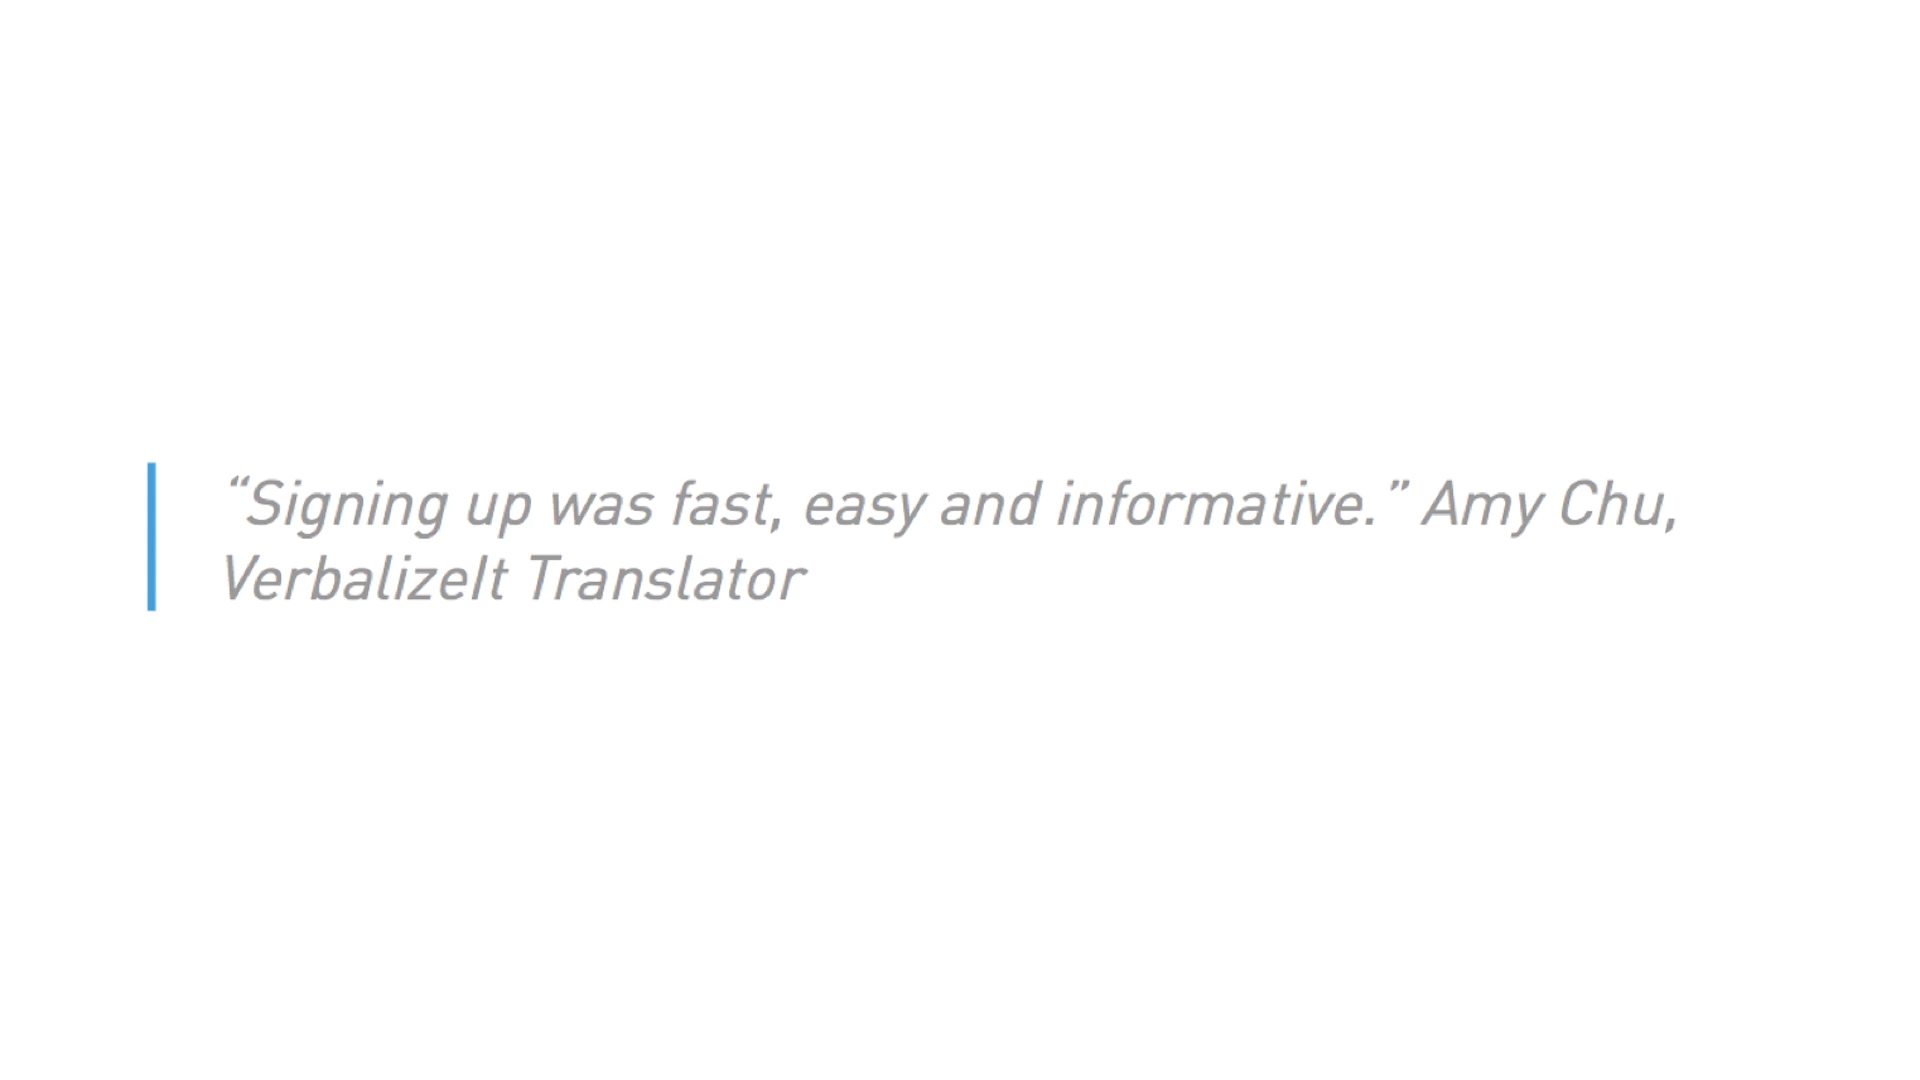 “Signing up was fast, easy and informative.” Amy Chu,
VerbalizeIt Translator